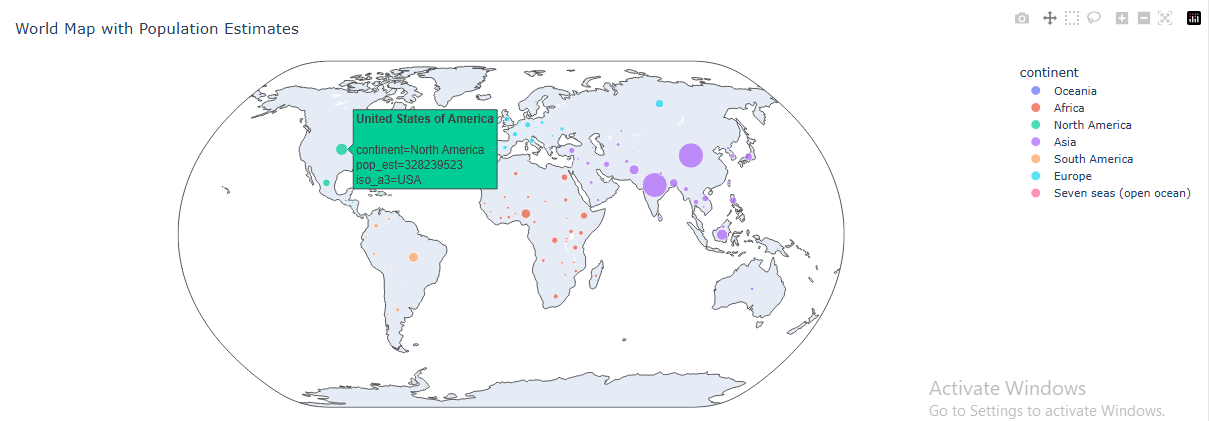 World Map with Population Estimates
continent
Oceania
Africa
North America
Asia
South America
Europe
Seven seas (open ocean)
United States of America
continent=North America
pop_est=328239523
iso_a3=USA
Activate Windows
Go to Settings to activate Windows.